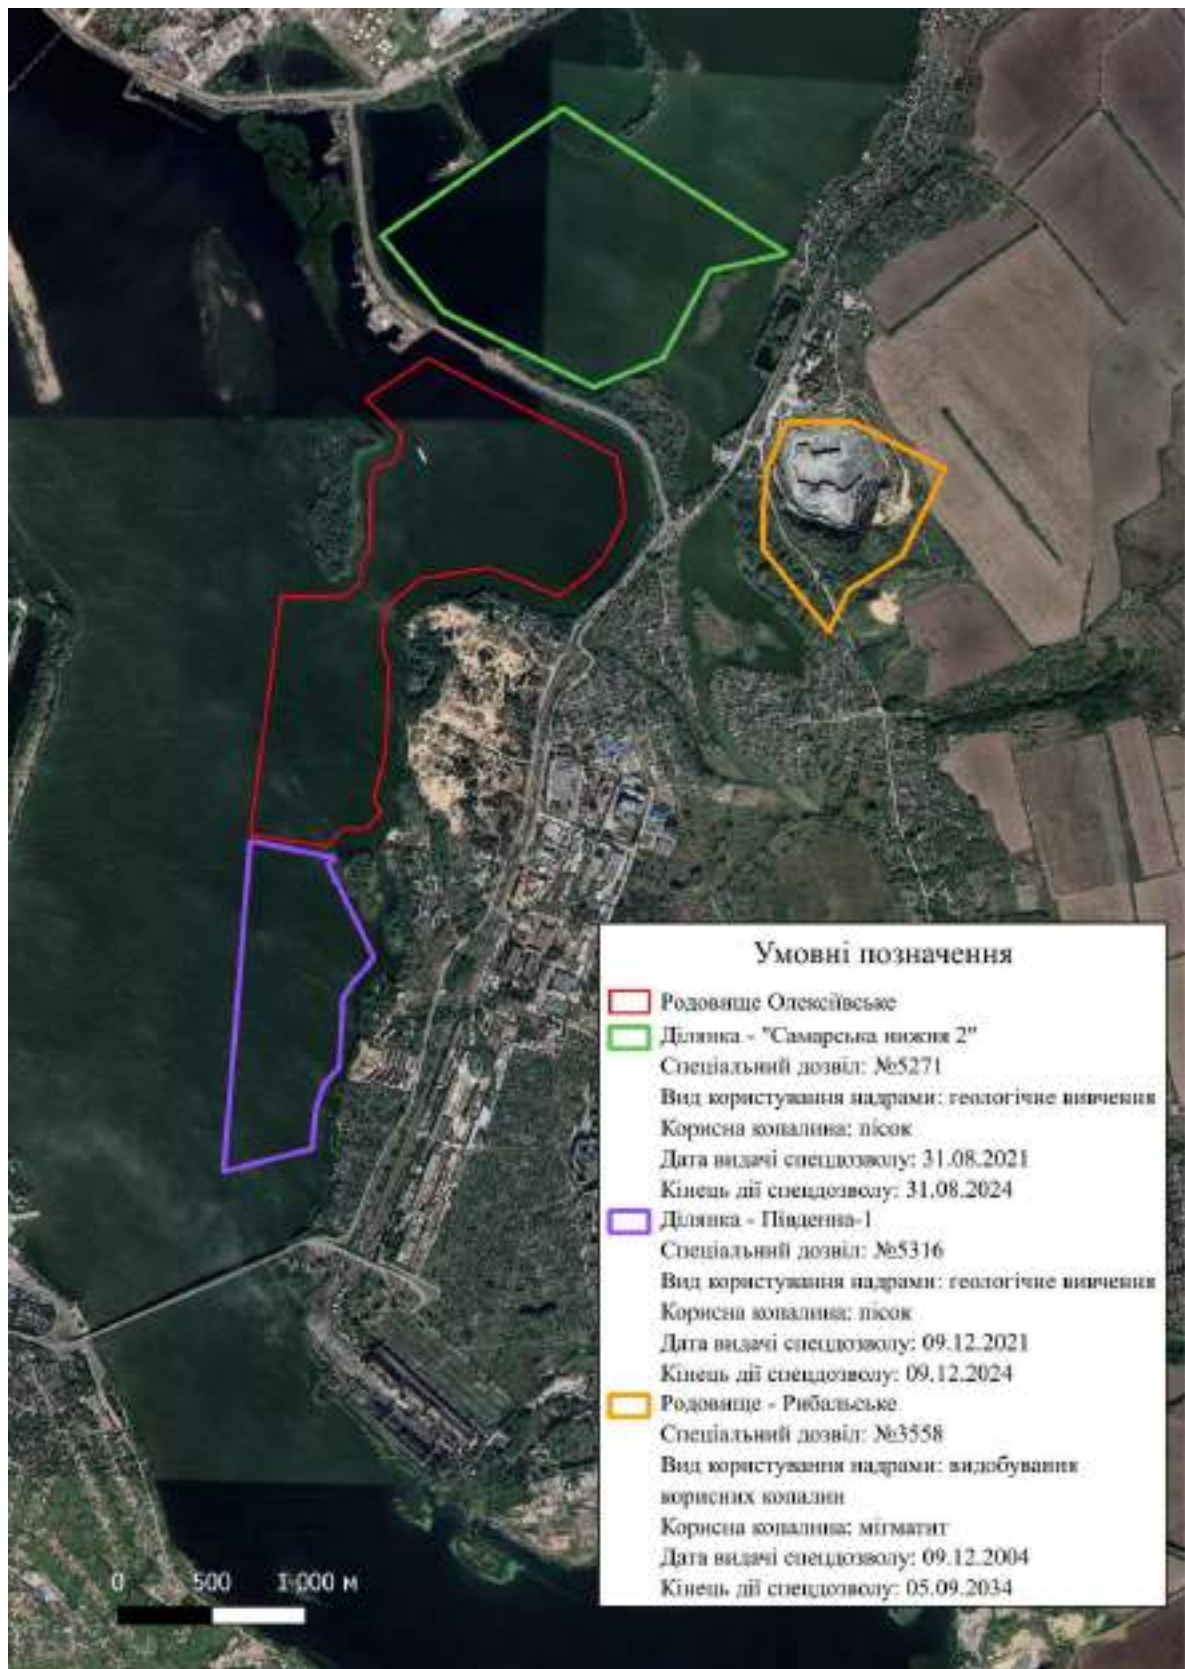 Умовні позначення
Родовище Олексіївське
Ділянка - "Самарська нижня 2"
Спеціальний дозвіл: №5271
Вид користування надрами: геологічне вивчення
Корисна копалина: пісок
Дата видачі спецдозволу: 31.08.2021
Кінець дії спецдозволу: 31.08.2024
Ділянка - Південна-1
Спеціальний дозвіл: №5316
Вид користування надрами: геологічне вивчення
Корисна копалина: пісок
Дата видачі спецдозволу: 09.12.2021
Кінець дії спецдозволу: 09.12.2024
Родовище - Рибальське
Спеціальний дозвіл: №3558
Вид користування надрами: видобування
корисних копалин
Корисна копалина: мігматит
Дата видачі спецдозволу: 09.12.2004
Кінець дії спецдозволу: 05.09.2034
0 500 1 000 м